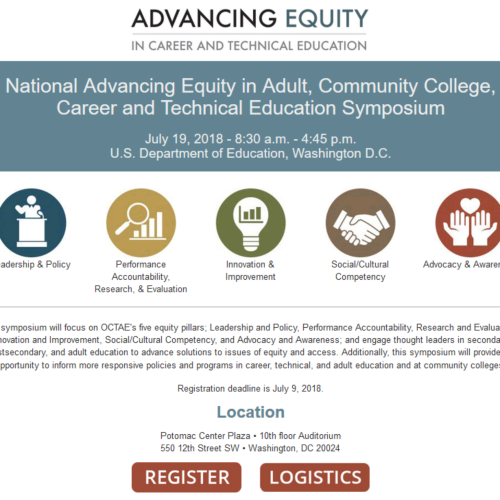 ADVANCING EQUITY
IN CAREER AND TECHNICAL EDUCATION
National Advancing Equity in Adult, Community College,
Career and Technical Education Symposium
July 19, 2018 - 8:30 a.m. - 4:45 p.m.
U.S. Department of Education, Washington D.C.
eadership & Policy
Performance
Accountability,
Research, & Evaluation
Innovation &
Improvement
Social/Cultural
Competency
Advocacy & Awaren
symposium will focus on OCTAE's five equity pillars; Leadership and Policy, Performance Accountability, Research and Evalua
novation and Improvement, Social/Cultural Competency, and Advocacy and Awareness; and engage thought leaders in seconda
stsecondary, and adult education to advance solutions to issues of equity and access. Additionally, this symposium will provide
pportunity to inform more responsive policies and programs in career, technical, and adult education and at community colleges
Registration deadline is July 9, 2018.
Location
Potomac Center Plaza • 10th floor Auditorium
550 12th Street SW • Washington, DC 20024
REGISTER
LOGISTICS